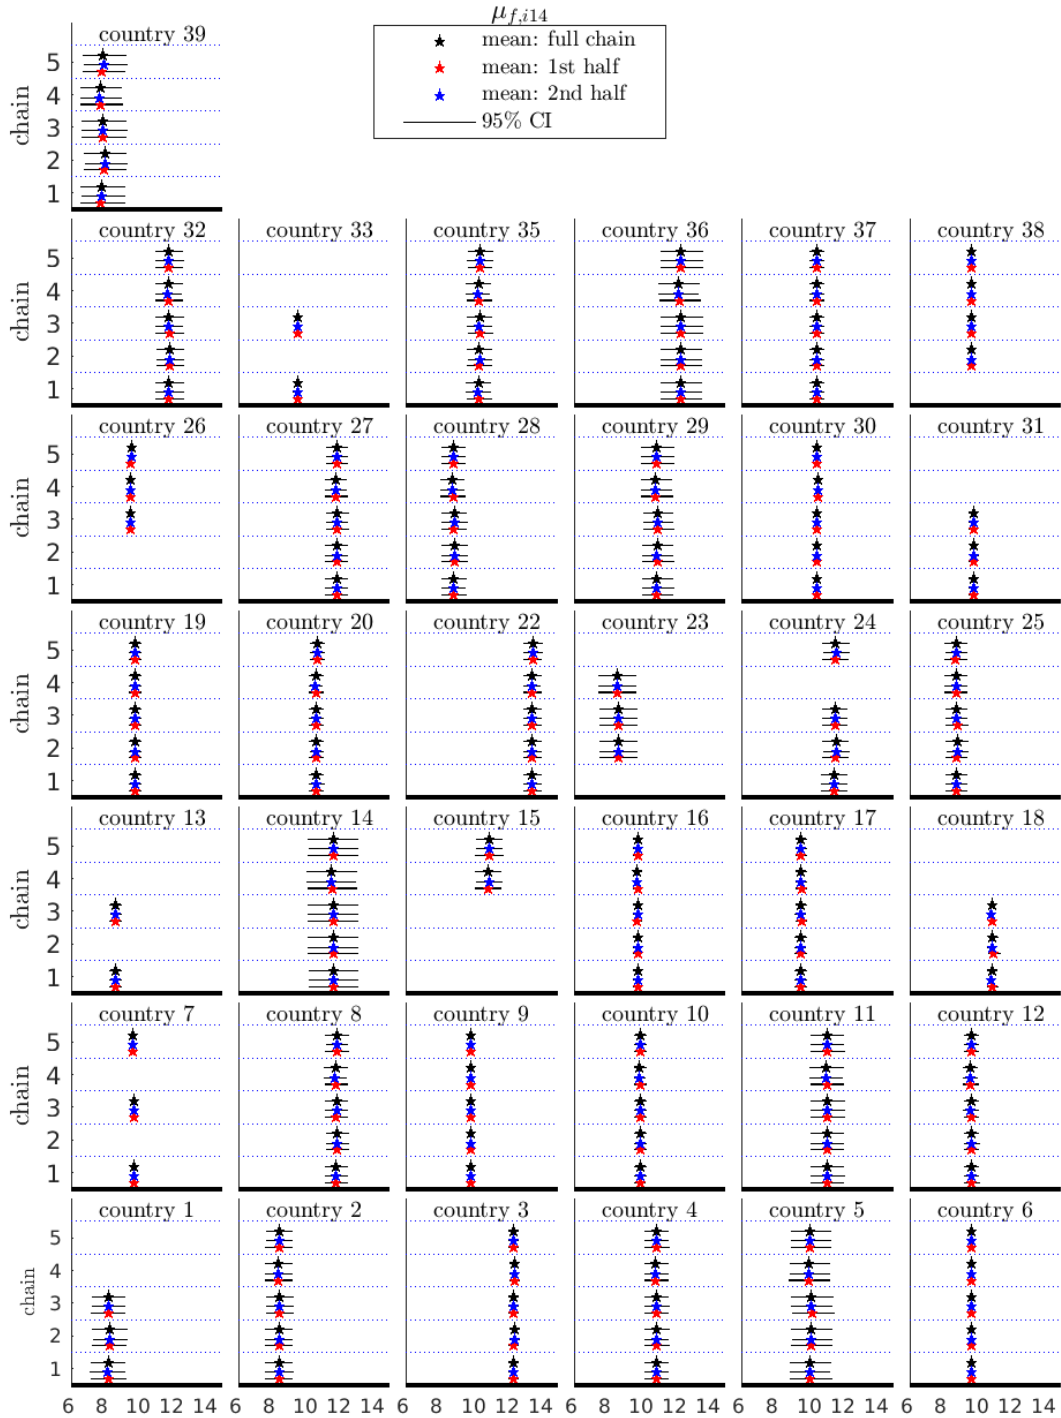 μ_{f,i14}
mean: full chain
mean: 1st half
mean: 2nd half
95% CI
country 39
chain
5
4
3
2
1
country 32 country 33 country 35 country 36 country 37 country 38
chain
5
4
3
2
1
country 26 country 27 country 28 country 29 country 30 country 31
chain
5
4
3
2
1
country 19 country 20 country 22 country 23 country 24 country 25
chain
5
4
3
2
1
country 13 country 14 country 15 country 16 country 17 country 18
chain
5
4
3
2
1
country 7 country 8 country 9 country 10 country 11 country 12
chain
5
4
3
2
1
country 1 country 2 country 3 country 4 country 5 country 6
chain
5
4
3
2
1
6 8 10 12 14 6 8 10 12 14 6 8 10 12 14 6 8 10 12 14 6 8 10 12 14 6 8 10 12 14